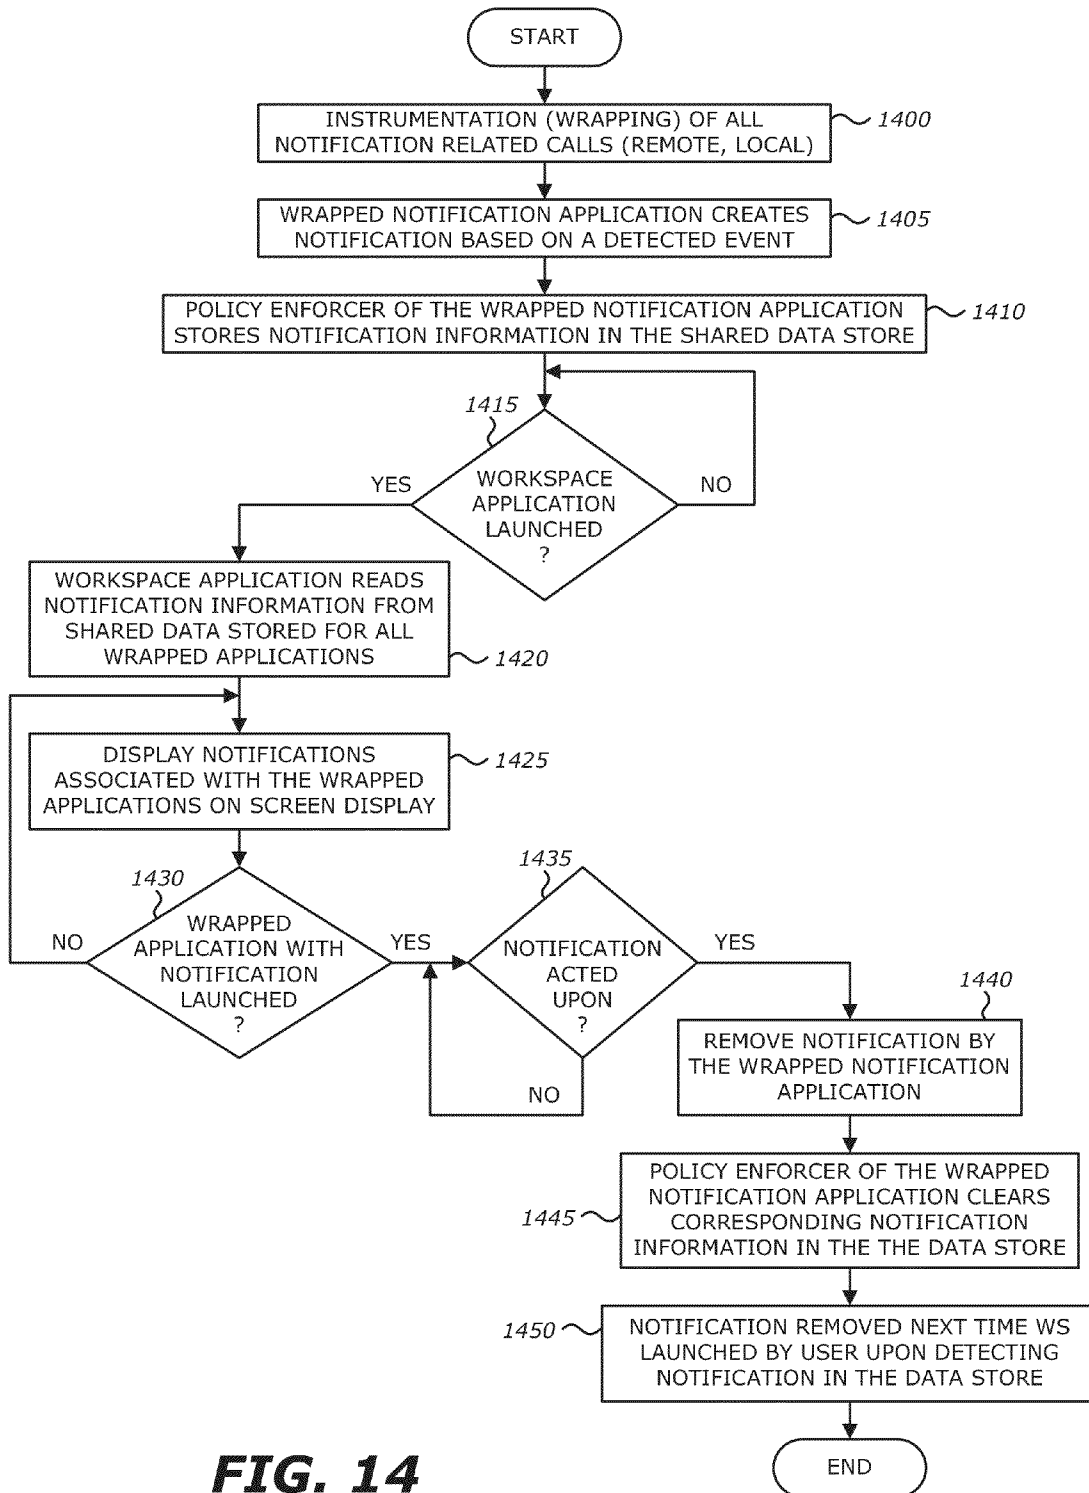 START
INSTRUMENTATION (WRAPPING) OF ALL
NOTIFICATION RELATED CALLS (REMOTE, LOCAL)
1400
WRAPPED NOTIFICATION APPLICATION CREATES
NOTIFICATION BASED ON A DETECTED EVENT
1405
POLICY ENFORCER OF THE WRAPPED NOTIFICATION APPLICATION
STORES NOTIFICATION INFORMATION IN THE SHARED DATA STORE
1410
1415
WORKSPACE
APPLICATION
LAUNCHED
?
YES
NO
WORKSPACE APPLICATION READS
NOTIFICATION INFORMATION FROM
SHARED DATA STORED FOR ALL
WRAPPED APPLICATIONS
1420
DISPLAY NOTIFICATIONS
ASSOCIATED WITH THE WRAPPED
APPLICATIONS ON SCREEN DISPLAY
1425
1430
WRAPPED
APPLICATION WITH
NOTIFICATION
LAUNCHED
?
NO
YES
1435
NOTIFICATION
ACTED
UPON
?
YES
NO
1440
REMOVE NOTIFICATION BY
THE WRAPPED NOTIFICATION
APPLICATION
POLICY ENFORCER OF THE WRAPPED
NOTIFICATION APPLICATION CLEARS
CORRESPONDING NOTIFICATION
INFORMATION IN THE THE DATA STORE
1445
1450
NOTIFICATION REMOVED NEXT TIME WS
LAUNCHED BY USER UPON DETECTING
NOTIFICATION IN THE DATA STORE
END
FIG. 14